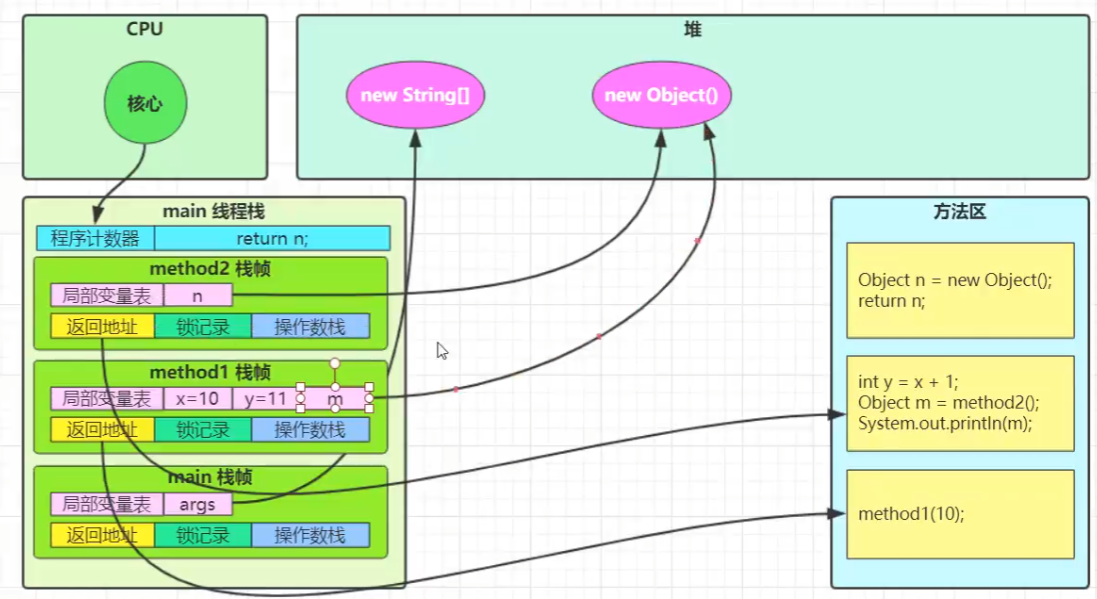 CPU
核心
堆
new String[]
new Object()
main 线程栈
程序计数器 return n;
method2 栈帧
局部变量表 n
返回地址 锁记录 操作数栈
method1 栈帧
局部变量表 x=10 y=11 m
返回地址 锁记录 操作数栈
main 栈帧
局部变量表 args
返回地址 锁记录 操作数栈
方法区
Object n = new Object();
return n;
int y = x + 1;
Object m = method2();
System.out.println(m);
method1(10);